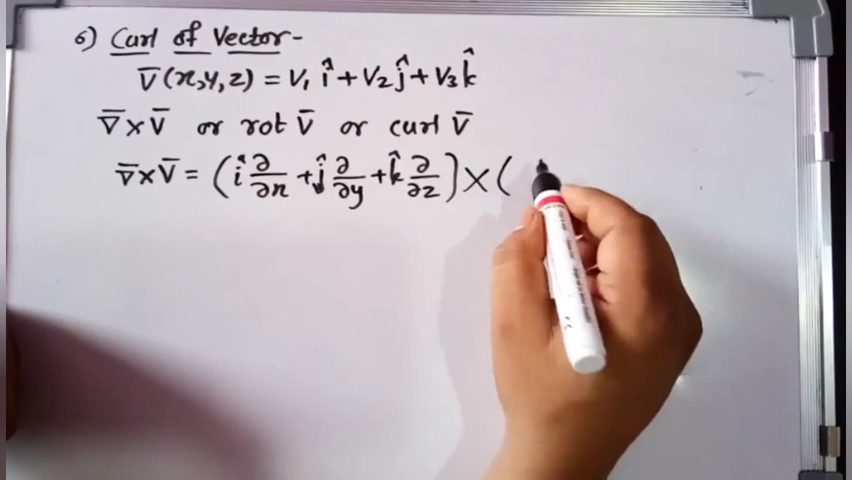 6) Curl of Vector-
V̄(x,y,z) = V₁ î + V₂ ĵ + V₃ k̂
∇̄×V̄ or rot V̄ or curl V̄
∇̄×V̄ = (î ∂/∂x + ĵ ∂/∂y + k̂ ∂/∂z) × (